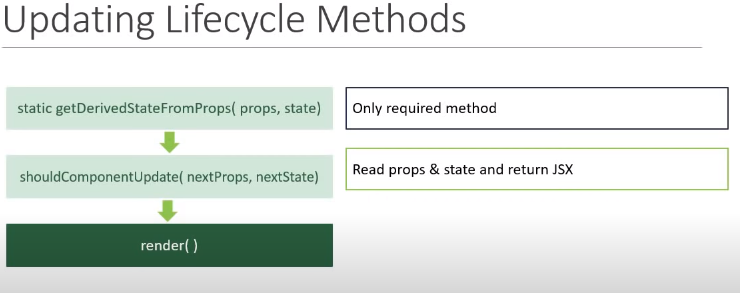 Updating Lifecycle Methods
static getDerivedStateFromProps( props, state)
Only required method
shouldComponentUpdate( nextProps, nextState)
Read props & state and return JSX
render( )